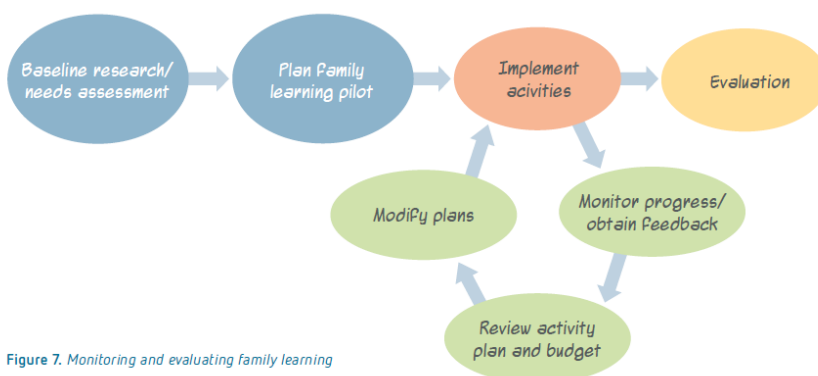 Baseline research/
needs assessment
Plan family
learning pilot
Implement
acivities
Evaluation
Modify plans
Monitor progress/
obtain feedback
Review activity
plan and budget
Figure 7. Monitoring and evaluating family learning